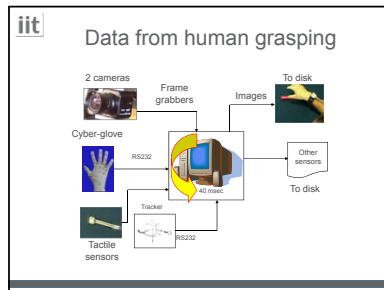 iit
Data from human grasping
2 cameras
Frame
grabbers
Images
To disk
Cyber-glove
RS232
Other
sensors
40 msec
To disk
Tracker
RS232
Tactile
sensors